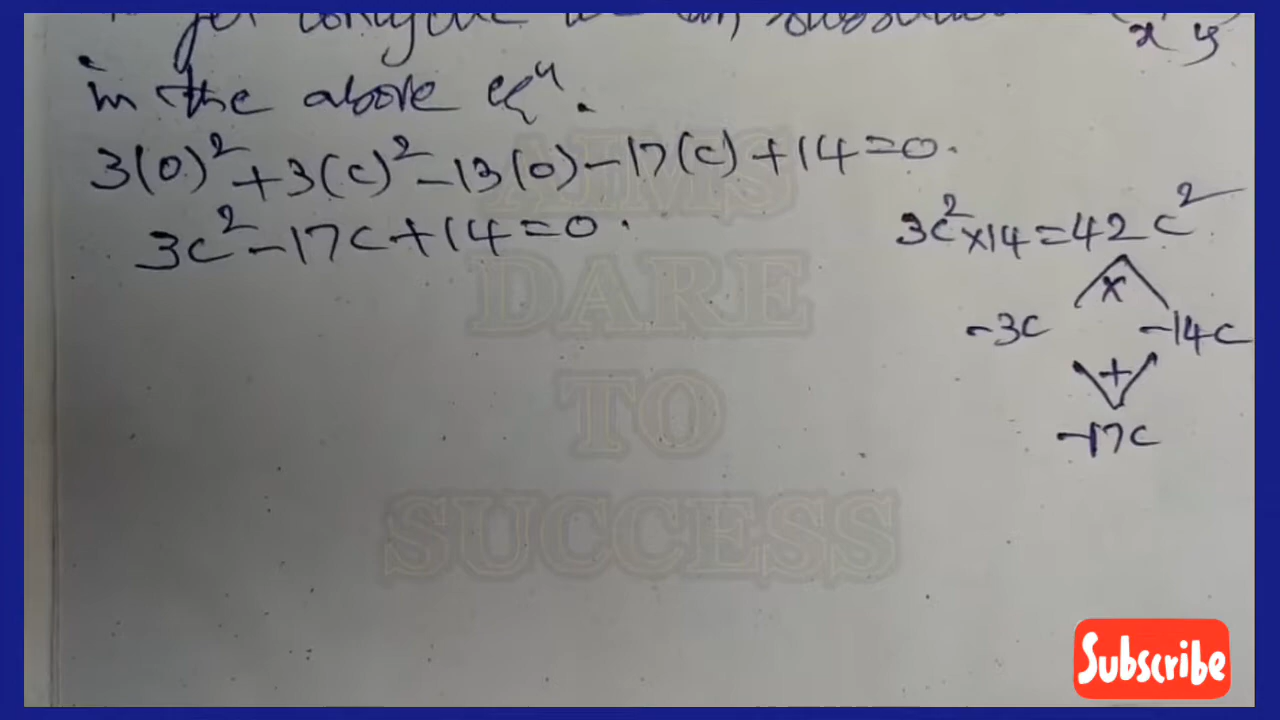 in the above eqn.
3(0)²+3(c)²-13(0)-17(c)+14=0.
3c²-17c+14=0.
x y
3c²×14=42c²
×
-3c -14c
+
-17c
AIMS
DARE
TO
SUCCESS
Subscribe